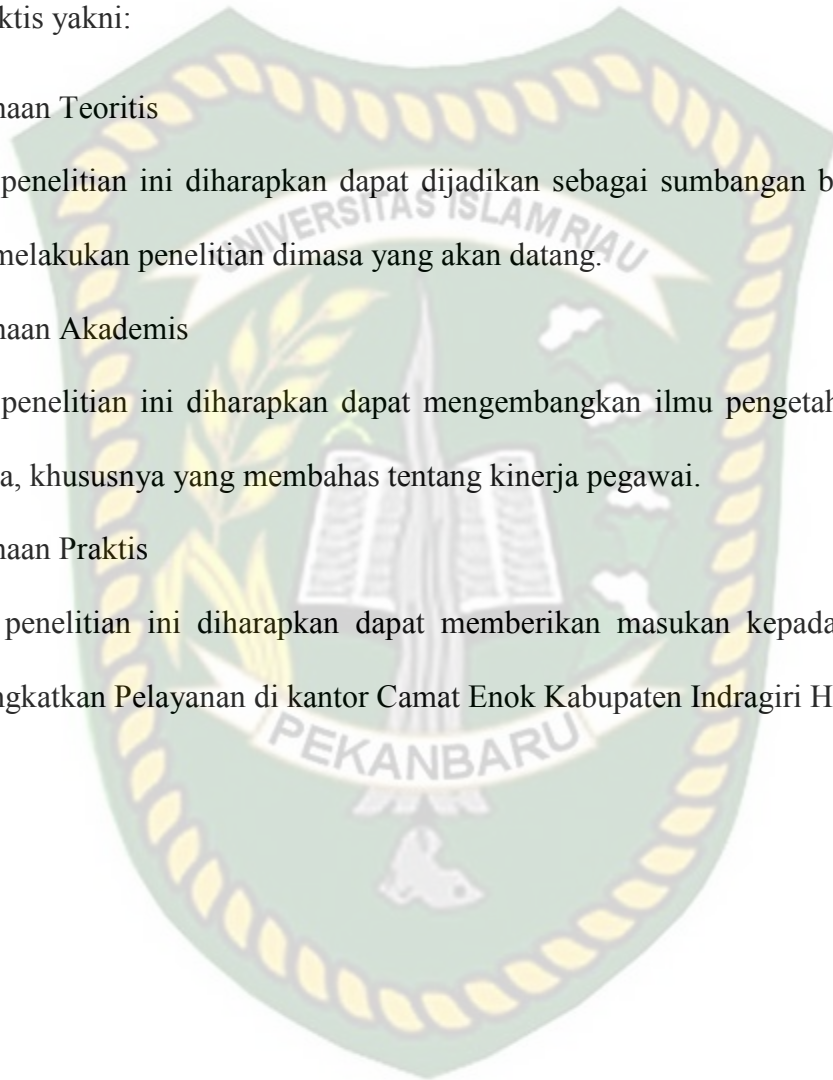 ktis yakni:
naan Teoritis
penelitian ini diharapkan dapat dijadikan sebagai sumbangan b
melakukan penelitian dimasa yang akan datang.
UNIVERSITAS ISLAM RIAU
naan Akademis
penelitian ini diharapkan dapat mengembangkan ilmu pengetah
a, khususnya yang membahas tentang kinerja pegawai.
naan Praktis
penelitian ini diharapkan dapat memberikan masukan kepada
ngkatkan Pelayanan di kantor Camat Enok Kabupaten Indragiri H
PEKANBARU